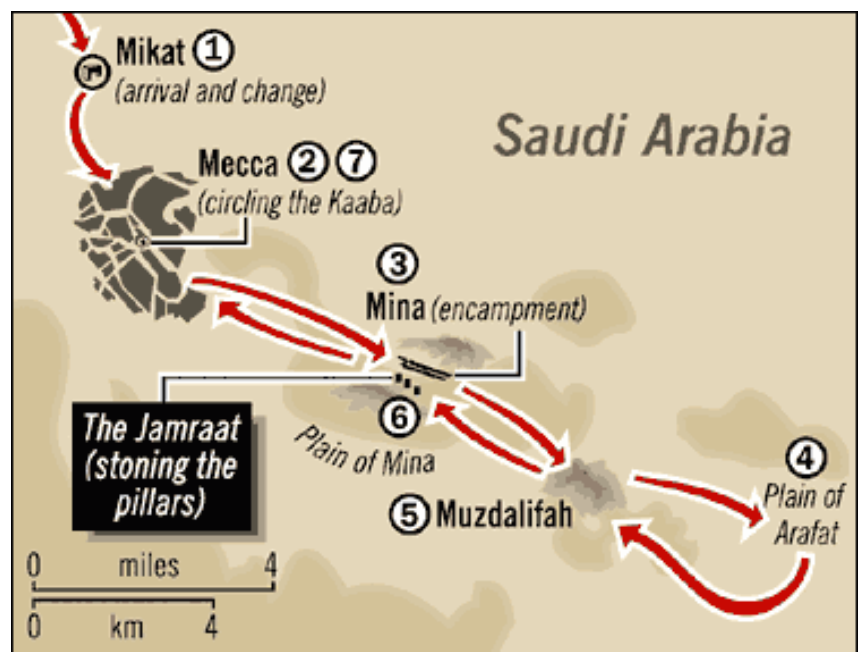 Mikat 1
(arrival and change)
Saudi Arabia
Mecca 2 7
(circling the Kaaba)
3
Mina (encampment)
The Jamraat
(stoning the
pillars)
6
Plain of Mina
4
Plain of
Arafat
5 Muzdalifah
0 miles 4
0 km 4